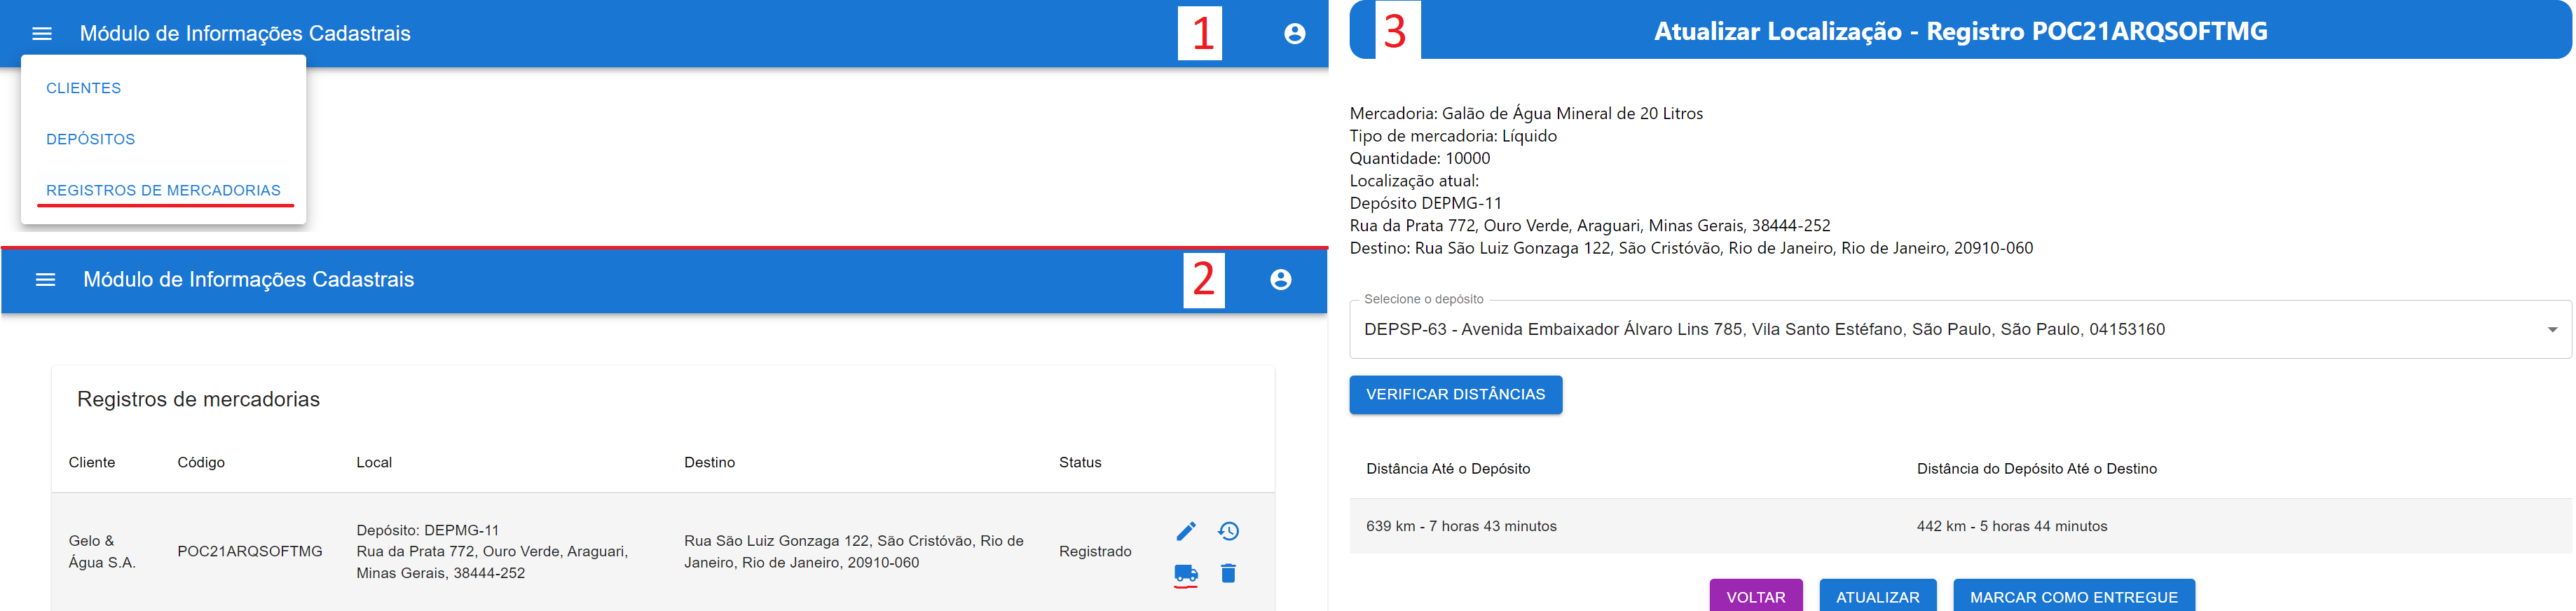 Módulo de Informações Cadastrais
1
CLIENTES
DEPÓSITOS
REGISTROS DE MERCADORIAS
Módulo de Informações Cadastrais
2
Registros de mercadorias
Cliente Código Local Destino Status
Gelo &
Água S.A.
POC21ARQSOFTMG
Depósito: DEPMG-11
Rua da Prata 772, Ouro Verde, Araguari,
Minas Gerais, 38444-252
Rua São Luiz Gonzaga 122, São Cristóvão, Rio de
Janeiro, Rio de Janeiro, 20910-060
Registrado
3
Atualizar Localização - Registro POC21ARQSOFTMG
Mercadoria: Galão de Água Mineral de 20 Litros
Tipo de mercadoria: Líquido
Quantidade: 10000
Localização atual:
Depósito DEPMG-11
Rua da Prata 772, Ouro Verde, Araguari, Minas Gerais, 38444-252
Destino: Rua São Luiz Gonzaga 122, São Cristóvão, Rio de Janeiro, Rio de Janeiro, 20910-060
Selecione o depósito
DEPSP-63 - Avenida Embaixador Álvaro Lins 785, Vila Santo Estéfano, São Paulo, São Paulo, 04153160
VERIFICAR DISTÂNCIAS
Distância Até o Depósito Distância do Depósito Até o Destino
639 km - 7 horas 43 minutos 442 km - 5 horas 44 minutos
VOLTAR ATUALIZAR MARCAR COMO ENTREGUE